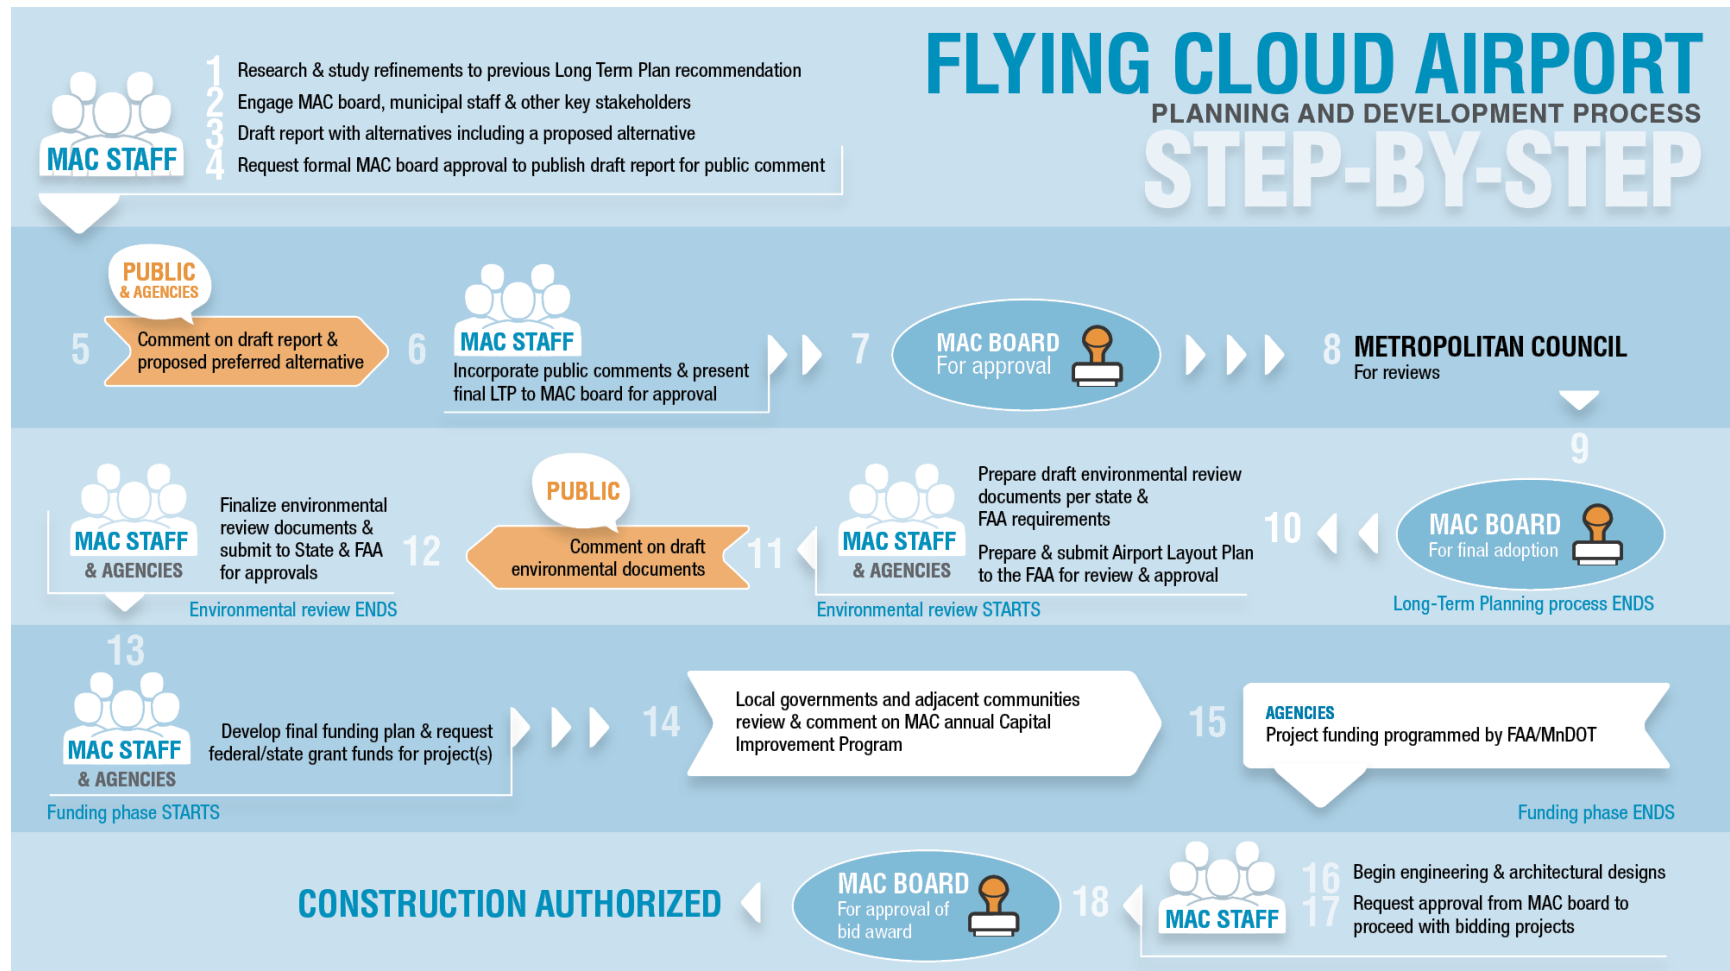 FLYING CLOUD AIRPORT
PLANNING AND DEVELOPMENT PROCESS
STEP-BY-STEP
MAC STAFF
1 Research & study refinements to previous Long Term Plan recommendation
2 Engage MAC board, municipal staff & other key stakeholders
3 Draft report with alternatives including a proposed alternative
4 Request formal MAC board approval to publish draft report for public comment
5
PUBLIC
& AGENCIES
Comment on draft report &
proposed preferred alternative
6
MAC STAFF
Incorporate public comments & present
final LTP to MAC board for approval
7
MAC BOARD
For approval
8
METROPOLITAN COUNCIL
For reviews
9
MAC BOARD
For final adoption
Long-Term Planning process ENDS
10
Prepare draft environmental review
documents per state &
FAA requirements
Prepare & submit Airport Layout Plan
to the FAA for review & approval
MAC STAFF
& AGENCIES
Environmental review STARTS
11
PUBLIC
Comment on draft
environmental documents
12
Finalize environmental
review documents &
submit to State & FAA
for approvals
MAC STAFF
& AGENCIES
Environmental review ENDS
13
MAC STAFF
& AGENCIES
Develop final funding plan & request
federal/state grant funds for project(s)
Funding phase STARTS
14
Local governments and adjacent communities
review & comment on MAC annual Capital
Improvement Program
15
AGENCIES
Project funding programmed by FAA/MnDOT
Funding phase ENDS
MAC STAFF
16 Begin engineering & architectural designs
17 Request approval from MAC board to
proceed with bidding projects
18
MAC BOARD
For approval of
bid award
CONSTRUCTION AUTHORIZED